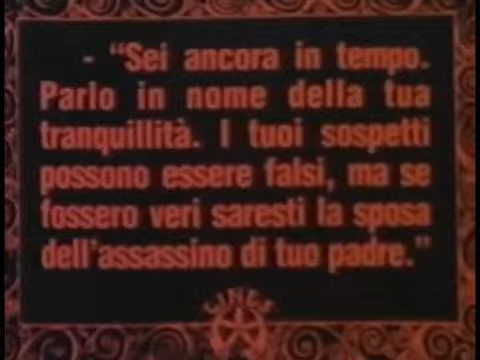 - “Sei ancora in tempo.
Parlo in nome della tua
tranquillità. I tuoi sospetti
possono essere falsi, ma se
fossero veri saresti la sposa
dell'assassino di tuo padre.”
CINES